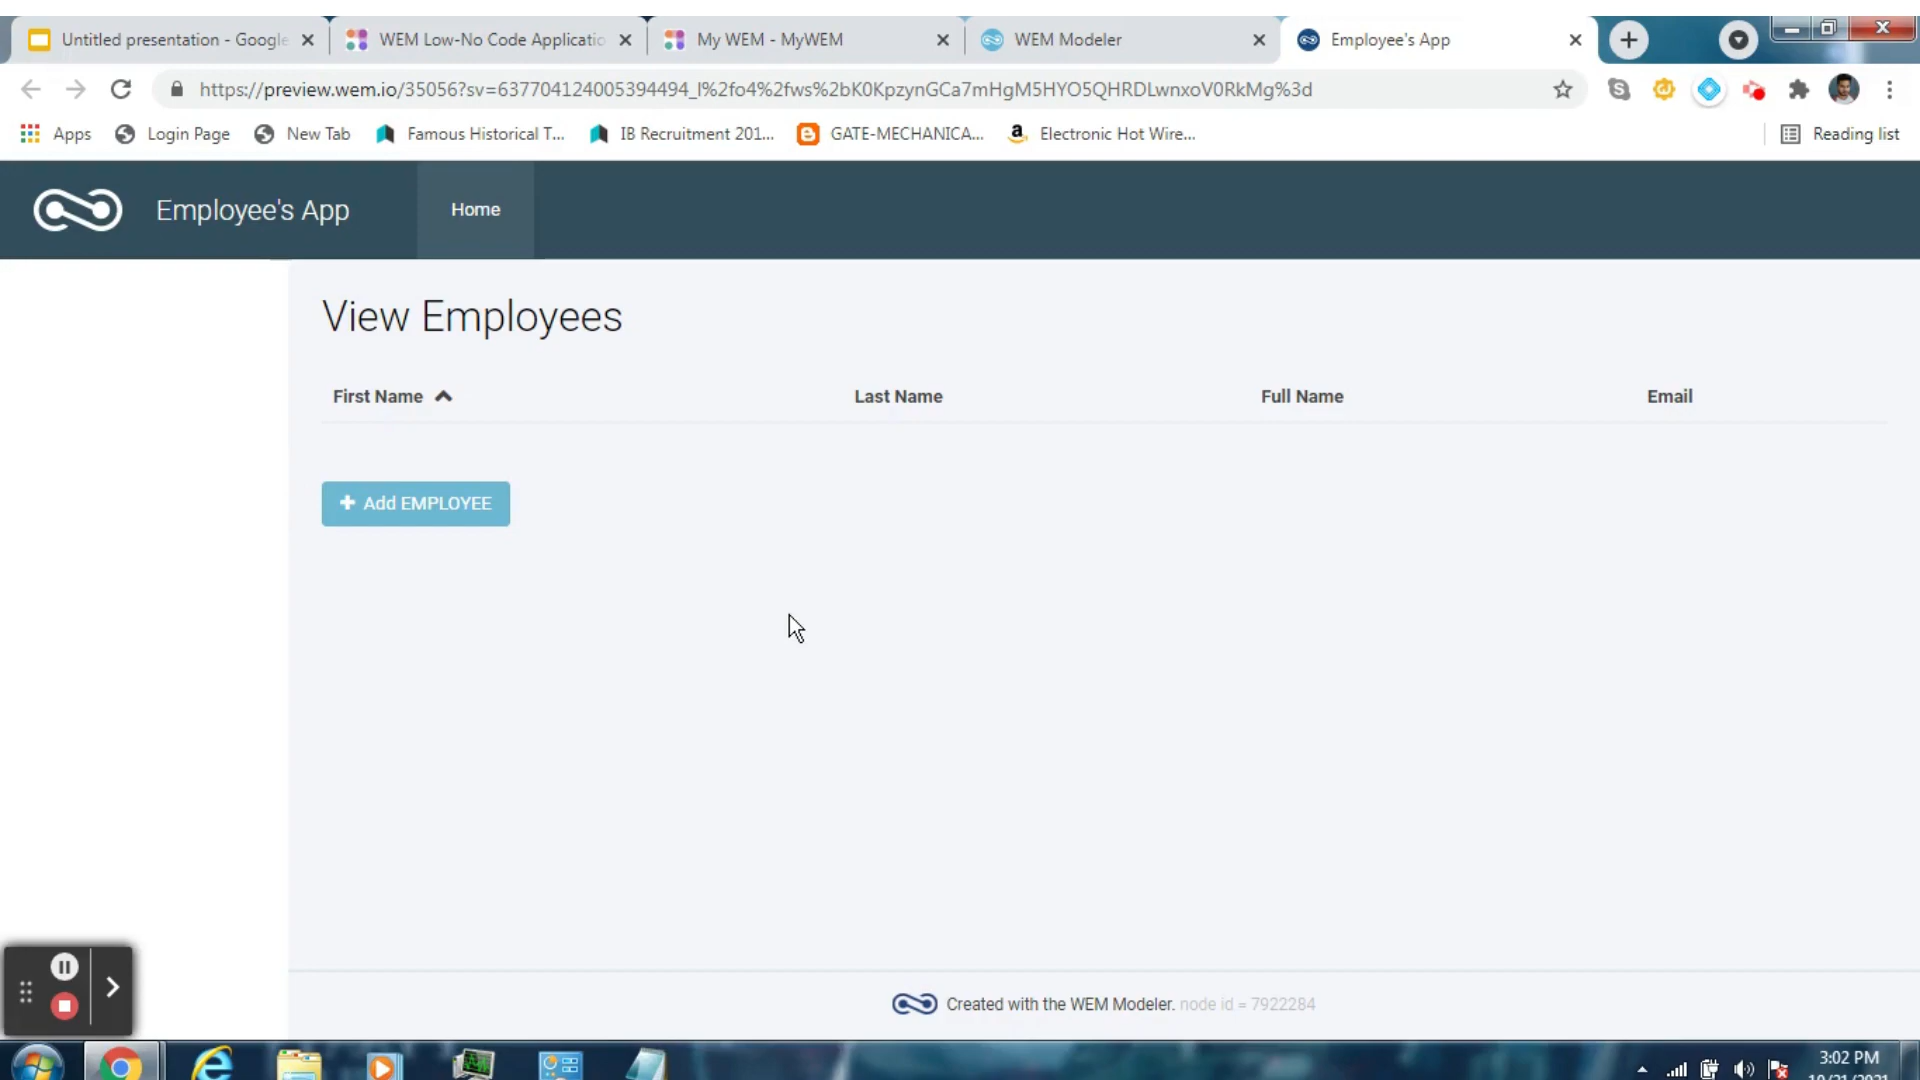 Untitled presentation - Google
WEM Low-No Code Applicatio
My WEM - MyWEM
WEM Modeler
Employee's App
https://preview.wem.io/35056?sv=637704124005394494_I%2fo4%2fws%2bK0KpzynGCa7mHgM5HYO5QHRDLwnxoV0RkMg%3d
Apps
Login Page
New Tab
Famous Historical T...
IB Recruitment 201...
GATE-MECHANICA...
Electronic Hot Wire...
Reading list
Employee's App
Home
View Employees
First Name
Last Name
Full Name
Email
Add EMPLOYEE
Created with the WEM Modeler. node id = 7922284
3:02 PM
10/21/2021